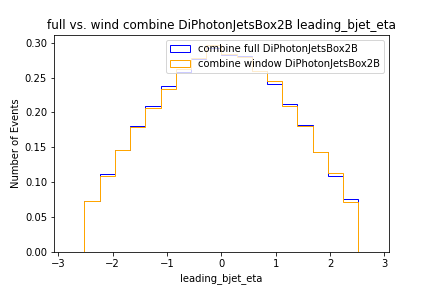 full vs. wind combine DiPhotonJetsBox2B leading_bjet_eta
combine full DiPhotonJetsBox2B
combine window DiPhotonJetsBox2B
Number of Events
0.30
0.25
0.20
0.15
0.10
0.05
0.00
−3
−2
−1
0
1
2
3
leading_bjet_eta